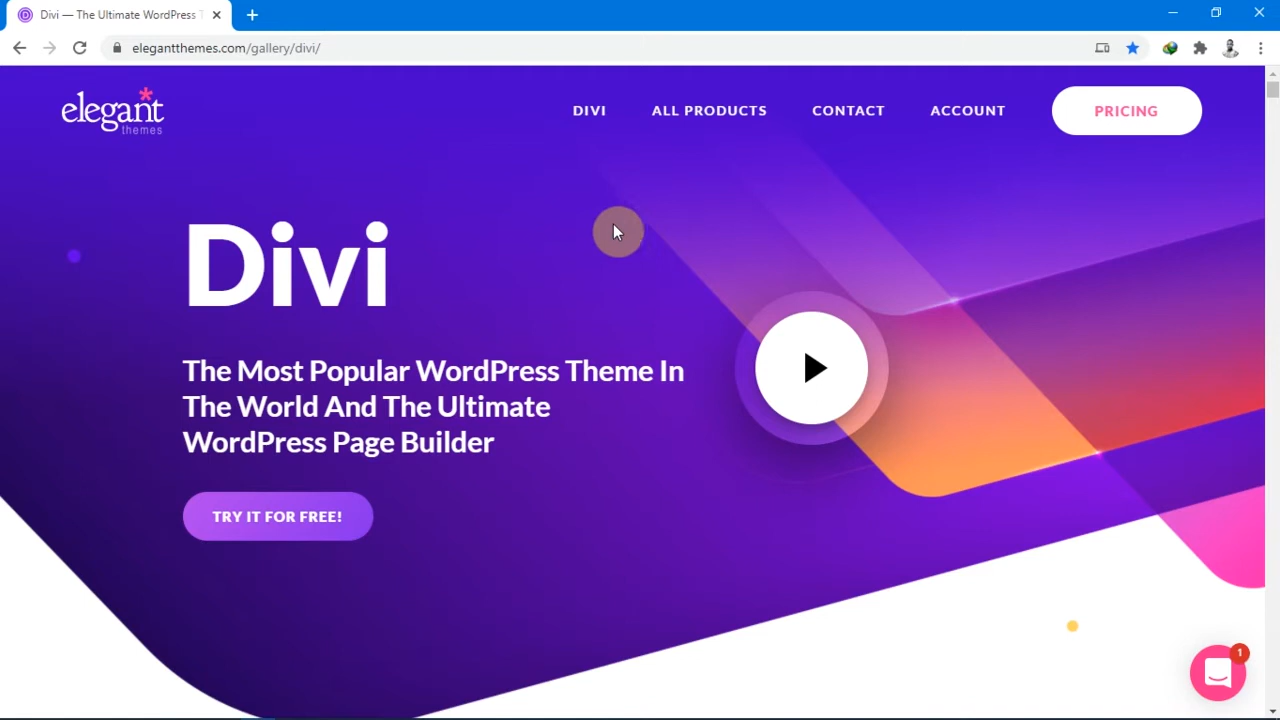 Divi — The Ultimate WordPress T
elegantthemes.com/gallery/divi/
elegant
themes
DIVI
ALL PRODUCTS
CONTACT
ACCOUNT
PRICING
Divi
The Most Popular WordPress Theme In
The World And The Ultimate
WordPress Page Builder
TRY IT FOR FREE!
1